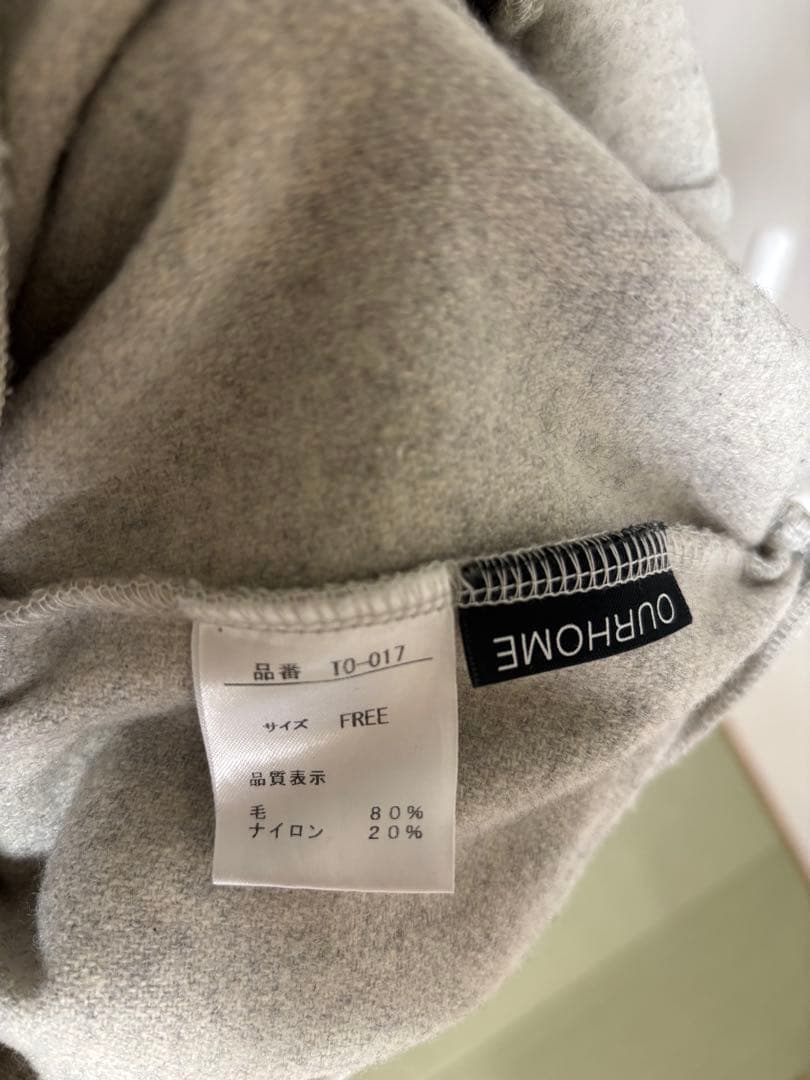 OURHOME
品番 TO-017
サイズ FREE
品質表示
毛 80%
ナイロン 20%